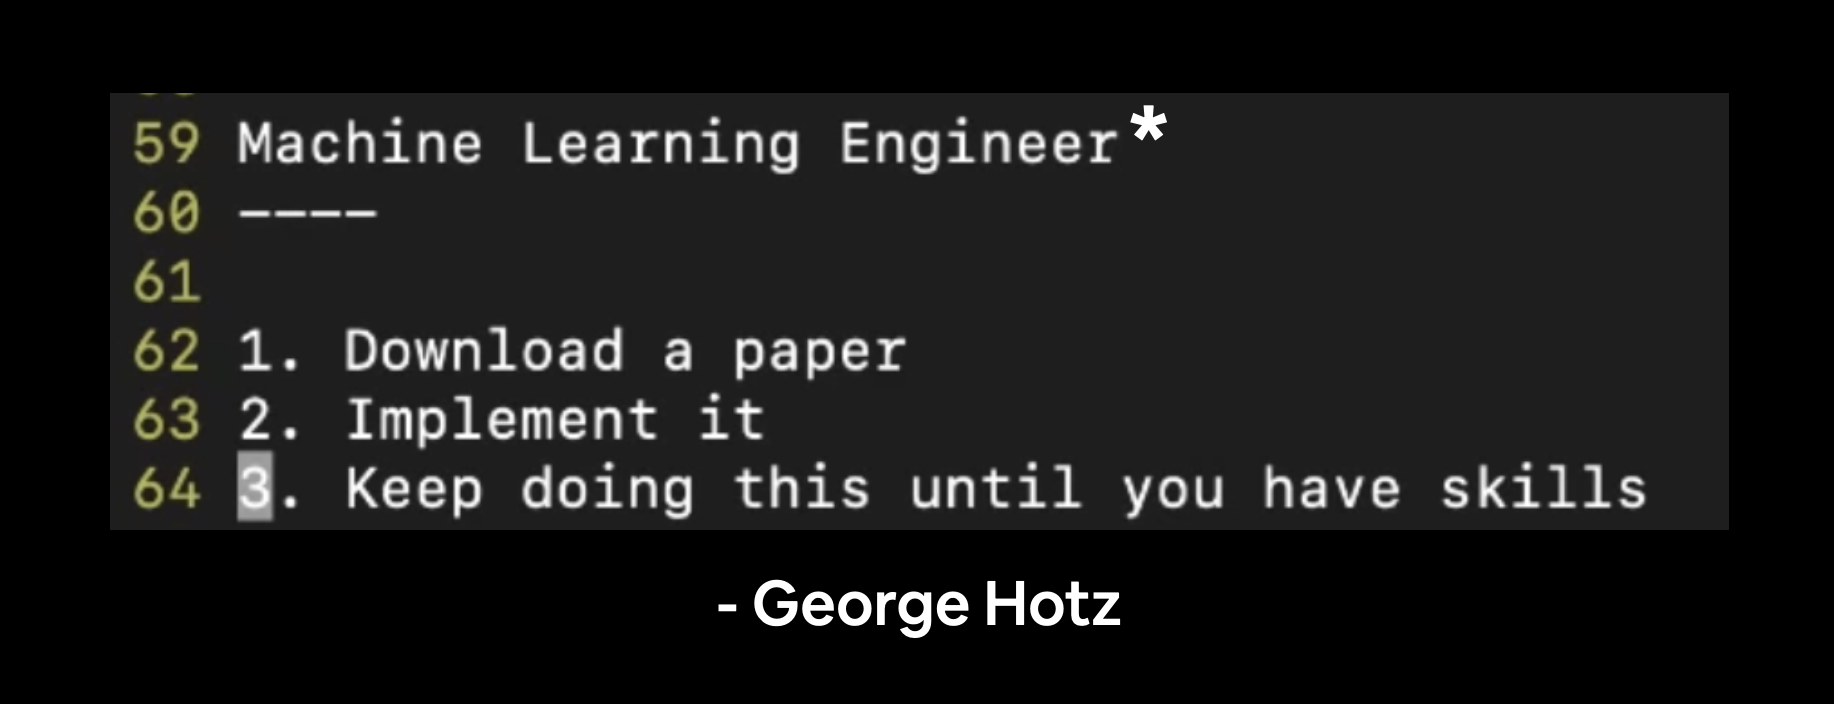 59 Machine Learning Engineer*
60 ----
61
62 1. Download a paper
63 2. Implement it
64 3. Keep doing this until you have skills
- George Hotz